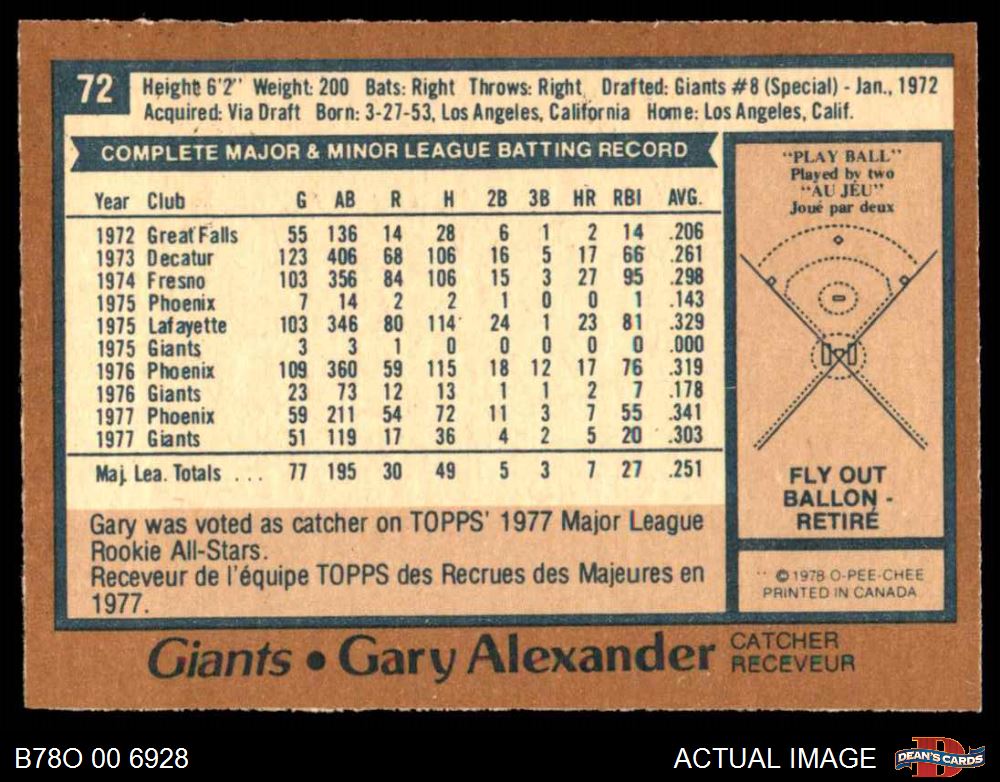 72
Height 6'2" Weight: 200 Bats: Right Throws: Right Drafted: Giants #8 (Special) - Jan., 1972
Acquired: Via Draft Born: 3-27-53, Los Angeles, California Home: Los Angeles, Calif.
COMPLETE MAJOR & MINOR LEAGUE BATTING RECORD
Year Club G AB R H 2B 3B HR RBI AVG.
1972 Great Falls 55 136 14 28 6 1 2 14 .206
1973 Decatur 123 406 68 106 16 5 17 66 .261
1974 Fresno 103 356 84 106 15 3 27 95 .298
1975 Phoenix 7 14 2 2 1 0 0 1 .143
1975 Lafayette 103 346 80 114 24 1 23 81 .329
1975 Giants 3 3 1 0 0 0 0 0 .000
1976 Phoenix 109 360 59 115 18 12 17 76 .319
1976 Giants 23 73 12 13 1 1 2 7 .178
1977 Phoenix 59 211 54 72 11 3 7 55 .341
1977 Giants 51 119 17 36 4 2 5 20 .303
Maj. Lea. Totals ... 77 195 30 49 5 3 7 27 .251
Gary was voted as catcher on TOPPS' 1977 Major League
Rookie All-Stars.
Receveur de l'équipe TOPPS des Recrues des Majeures en
1977.
"PLAY BALL"
Played by two
"AU JEU"
Joué par deux
FLY OUT
BALLON -
RETIRÉ
©1978 O-PEE-CHEE
PRINTED IN CANADA
Giants • Gary Alexander CATCHER
RECEVEUR
B78O 00 6928
ACTUAL IMAGE
DEAN'S CARDS